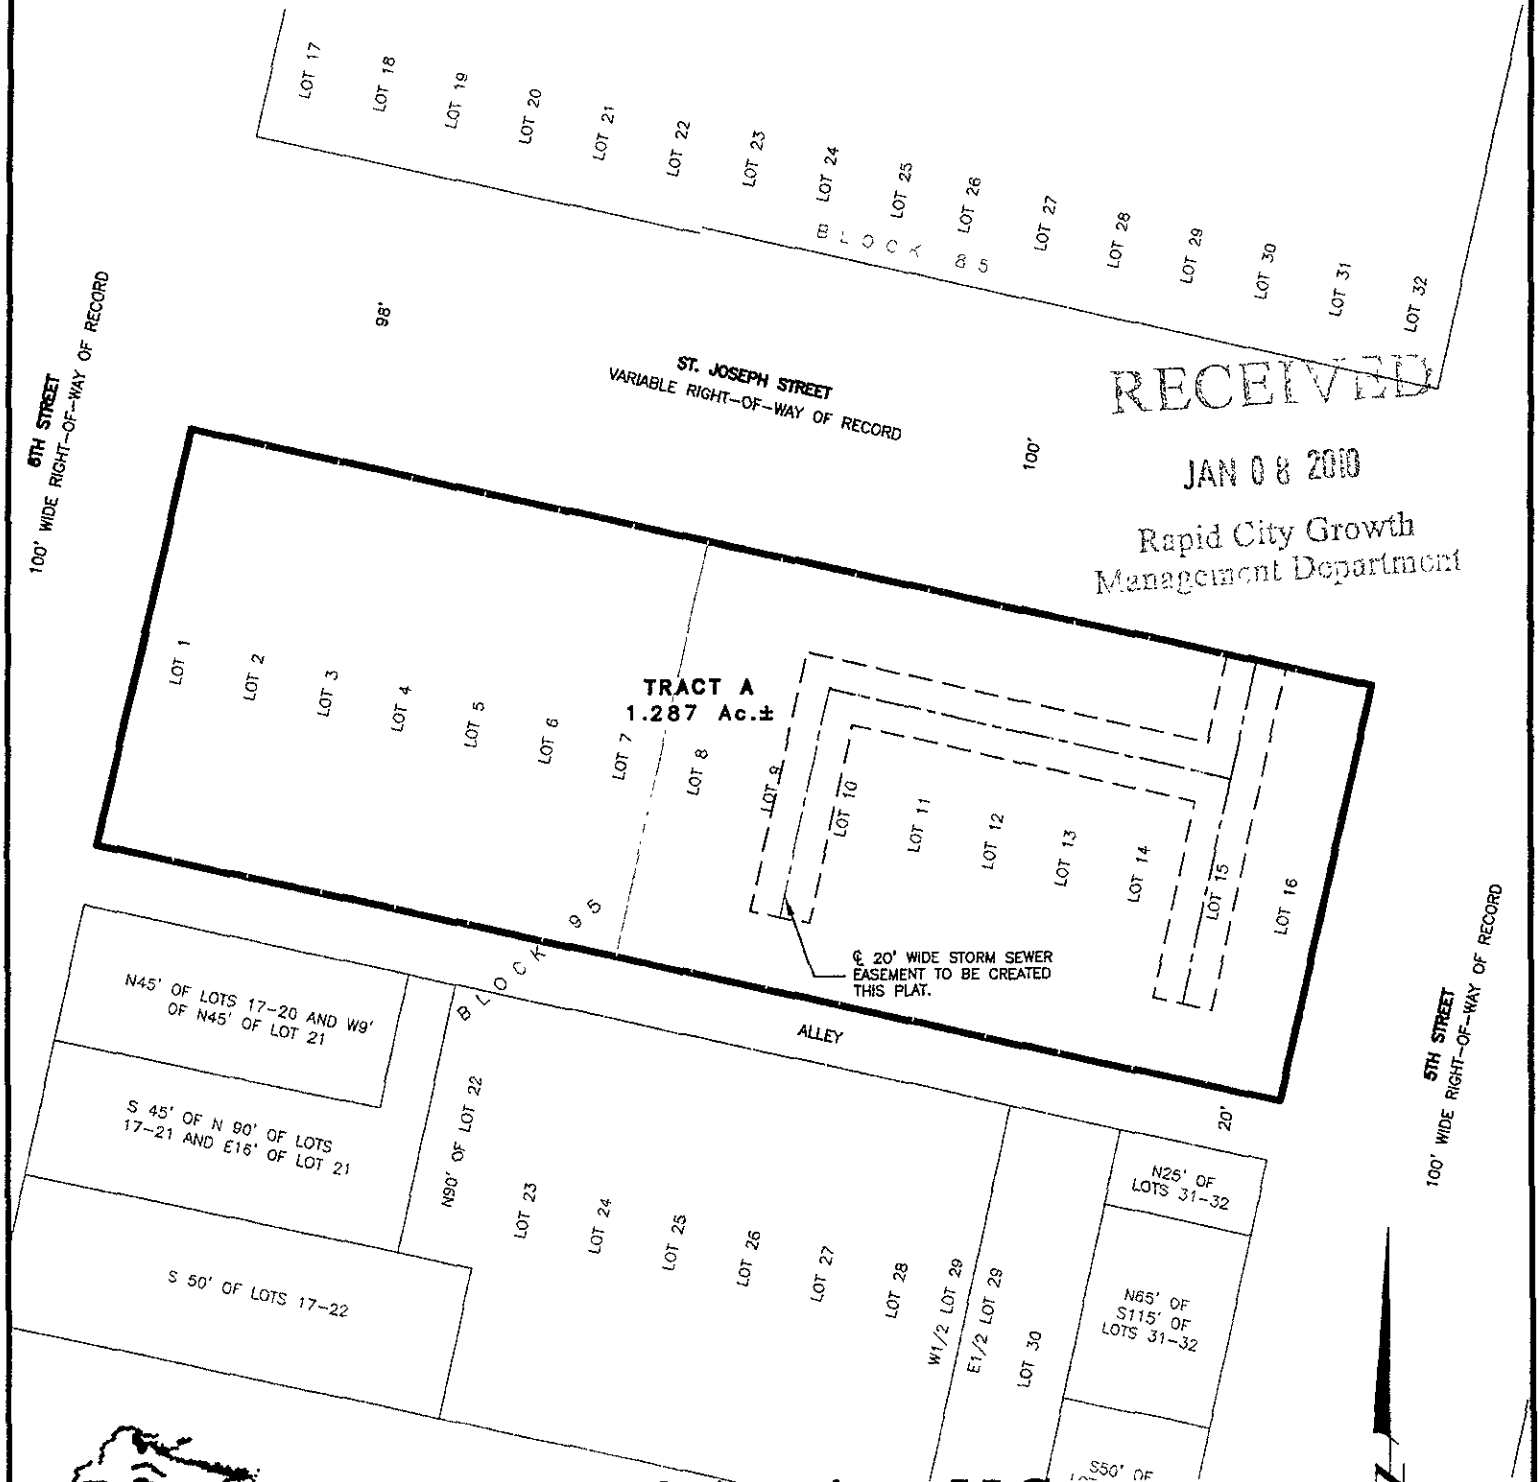 LOT 17
LOT 18
LOT 19
LOT 20
LOT 21
LOT 22
LOT 23
LOT 24
LOT 25
LOT 26
LOT 27
LOT 28
LOT 29
LOT 30
LOT 31
LOT 32
BLOCK 85
98'
ST. JOSEPH STREET
VARIABLE RIGHT-OF-WAY OF RECORD
100'
6TH STREET
100' WIDE RIGHT-OF-WAY OF RECORD
RECEIVED
JAN 08 2010
Rapid City Growth
Management Department
LOT 1
LOT 2
LOT 3
LOT 4
LOT 5
LOT 6
LOT 7
TRACT A
1.287 Ac.±
LOT 8
LOT 9
LOT 10
LOT 11
LOT 12
LOT 13
LOT 14
LOT 15
LOT 16
BLOCK 95
℄ 20' WIDE STORM SEWER
EASEMENT TO BE CREATED
THIS PLAT.
ALLEY
20'
5TH STREET
100' WIDE RIGHT-OF-WAY OF RECORD
N45' OF LOTS 17-20 AND W9'
OF N45' OF LOT 21
S 45' OF N 90' OF LOTS
17-21 AND E16' OF LOT 21
S 50' OF LOTS 17-22
N90' OF LOT 22
LOT 23
LOT 24
LOT 25
LOT 26
LOT 27
LOT 28
W1/2 LOT 29
E1/2 LOT 29
LOT 30
N25' OF
LOTS 31-32
N65' OF
S115' OF
LOTS 31-32
S50' OF